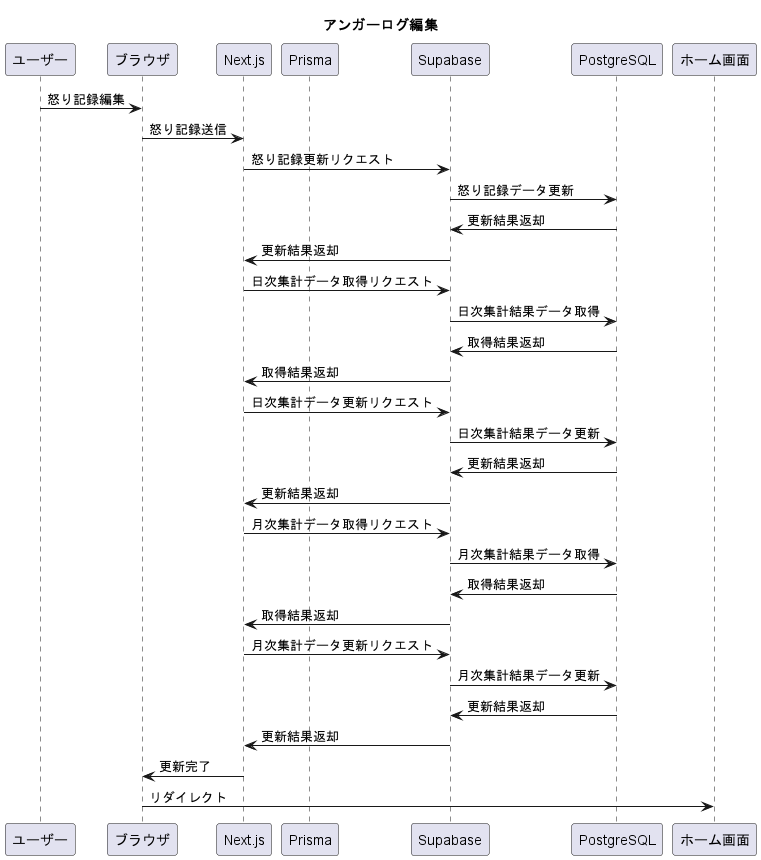 アンガーログ編集
ユーザー ブラウザ Next.js Prisma Supabase PostgreSQL ホーム画面
怒り記録編集
怒り記録送信
怒り記録更新リクエスト
怒り記録データ更新
更新結果返却
更新結果返却
日次集計データ取得リクエスト
日次集計結果データ取得
取得結果返却
取得結果返却
日次集計データ更新リクエスト
日次集計結果データ更新
更新結果返却
更新結果返却
月次集計データ取得リクエスト
月次集計結果データ取得
取得結果返却
取得結果返却
月次集計データ更新リクエスト
月次集計結果データ更新
更新結果返却
更新結果返却
更新完了
リダイレクト
ユーザー ブラウザ Next.js Prisma Supabase PostgreSQL ホーム画面